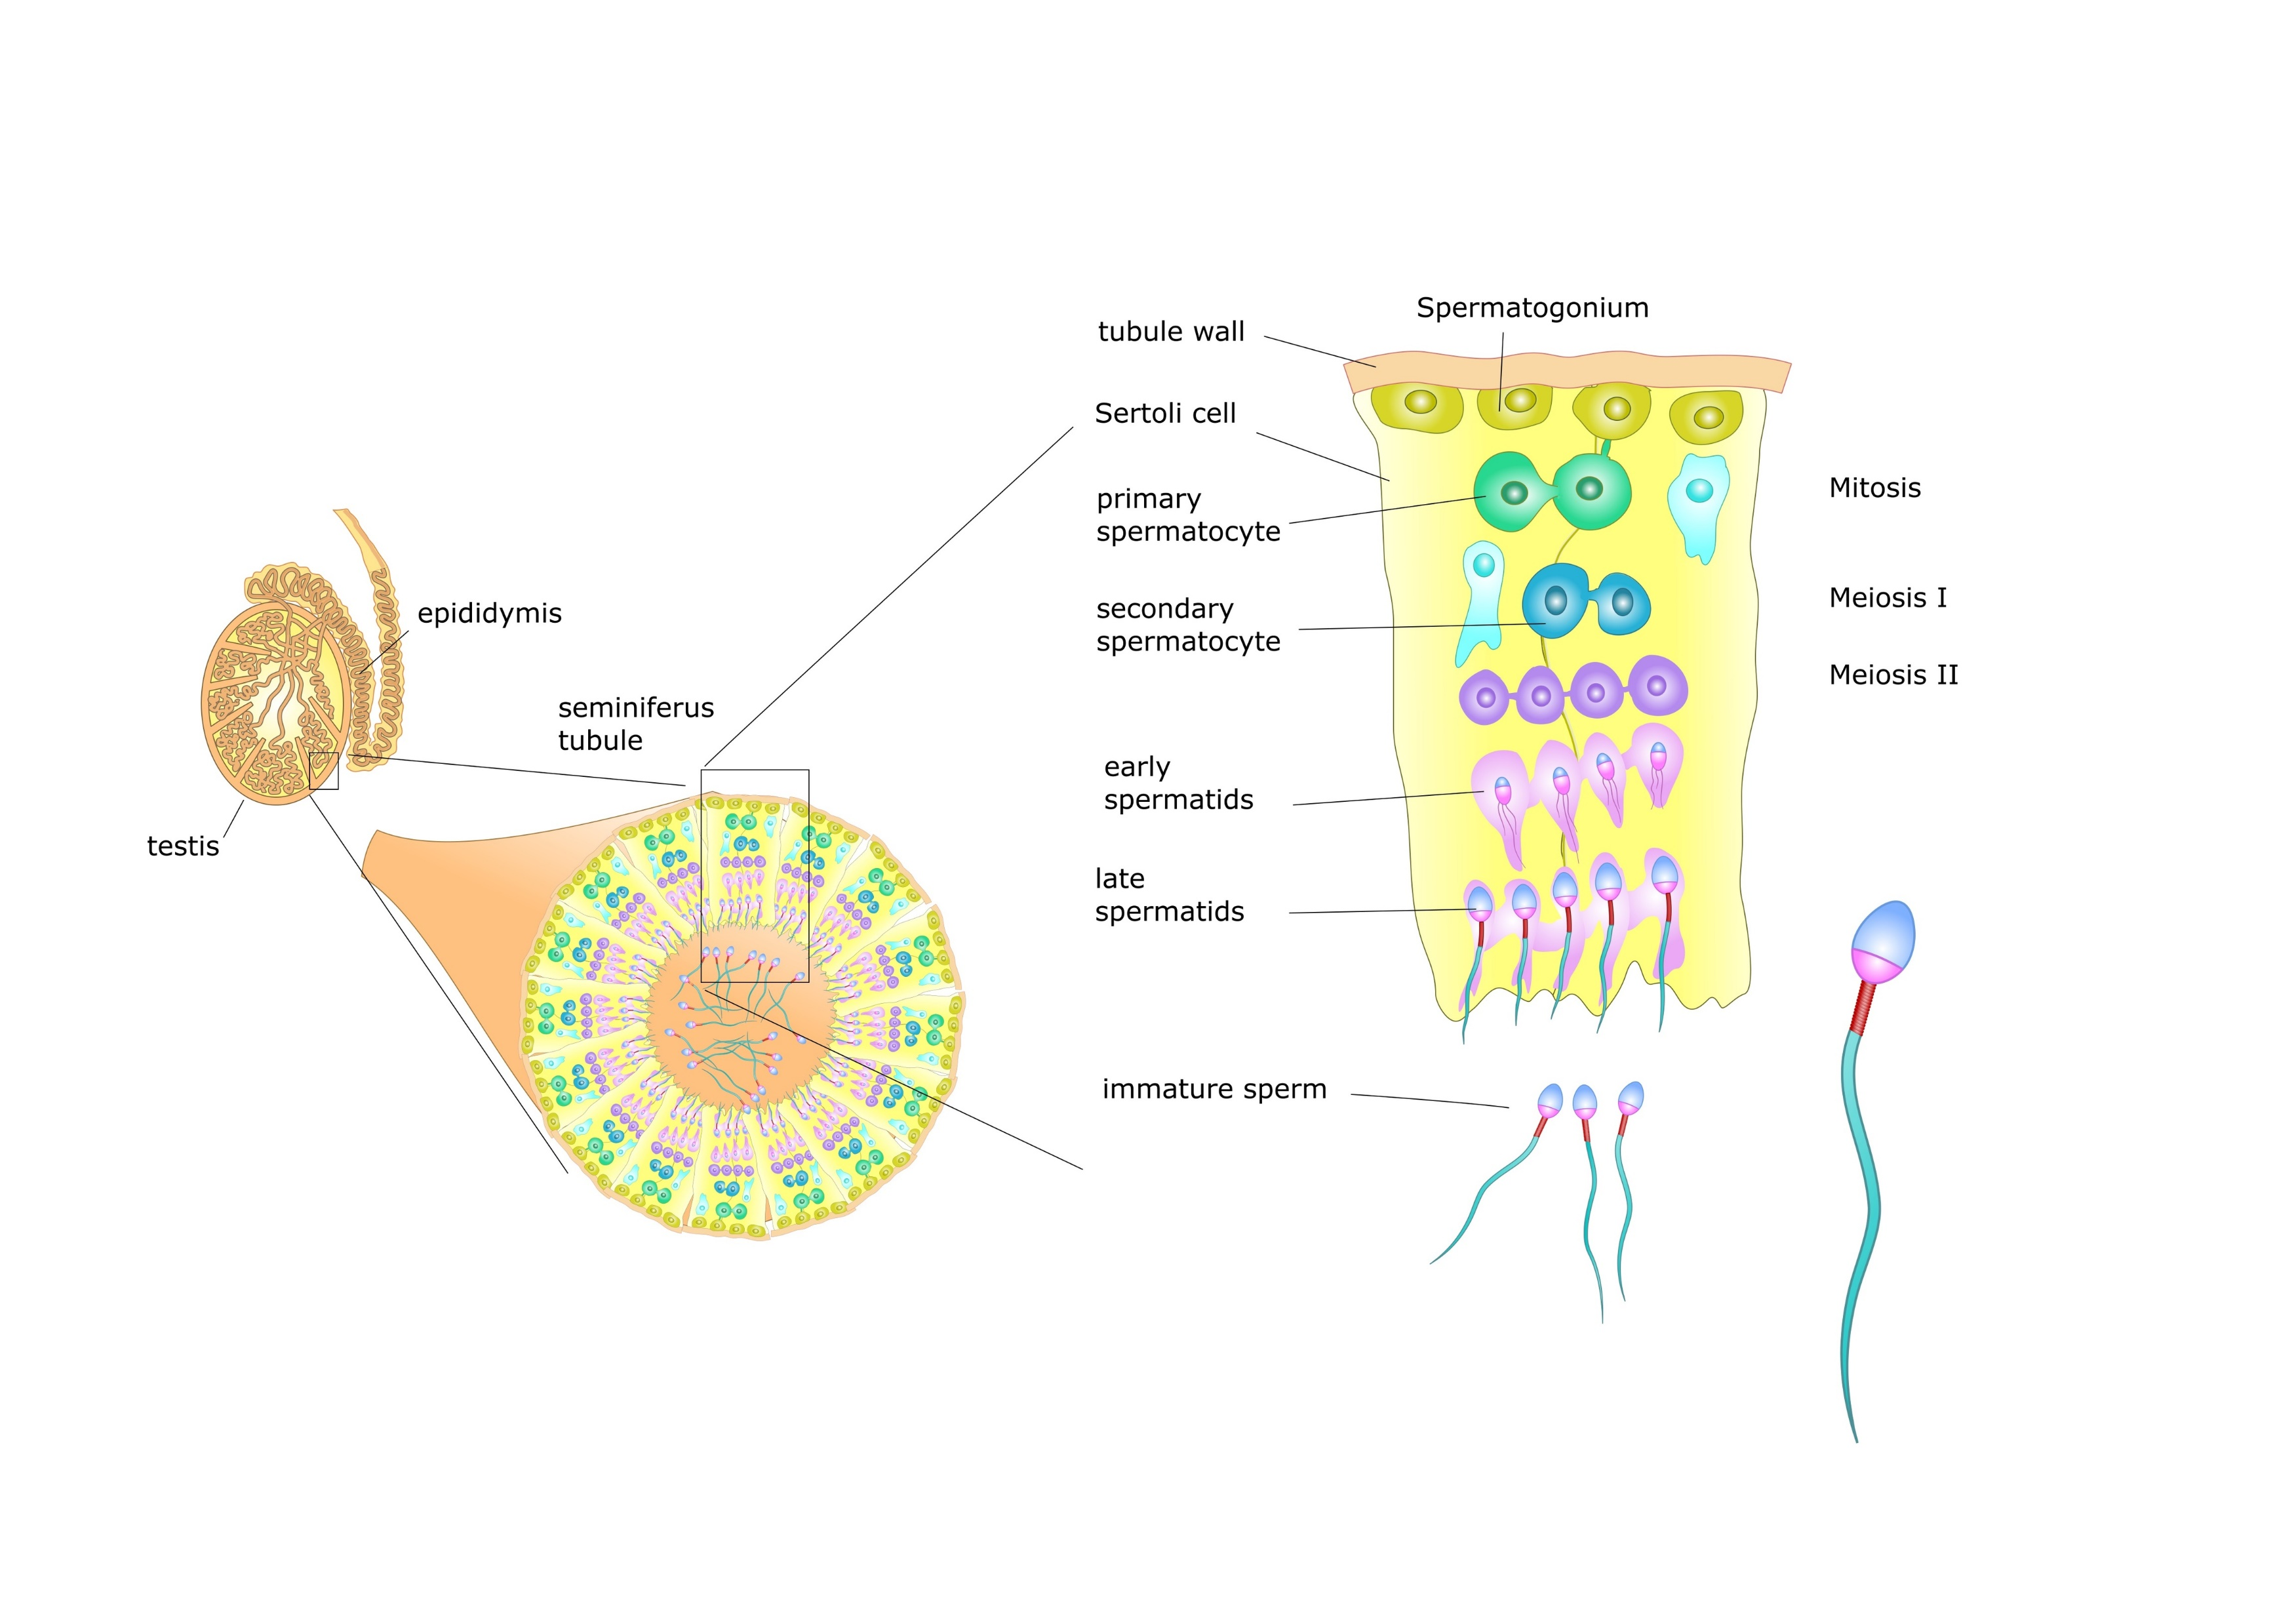 epididymis
seminiferus
tubule
testis
tubule wall
Spermatogonium
Sertoli cell
primary
spermatocyte
secondary
spermatocyte
early
spermatids
late
spermatids
immature sperm
Mitosis
Meiosis I
Meiosis II